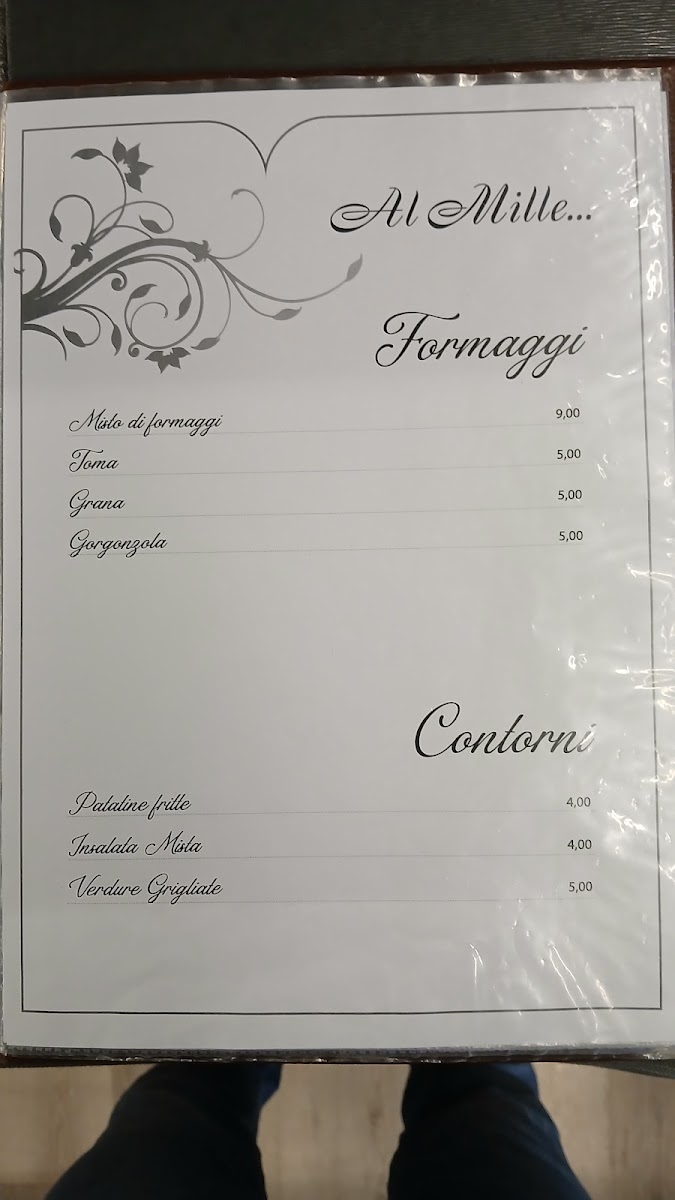 Al Mille...
Formaggi
Misto di formaggi 9,00
Toma 5,00
Grana 5,00
Gorgonzola 5,00
Contorni
Patatine fritte 4,00
Insalata Mista 4,00
Verdure Grigliate 5,00